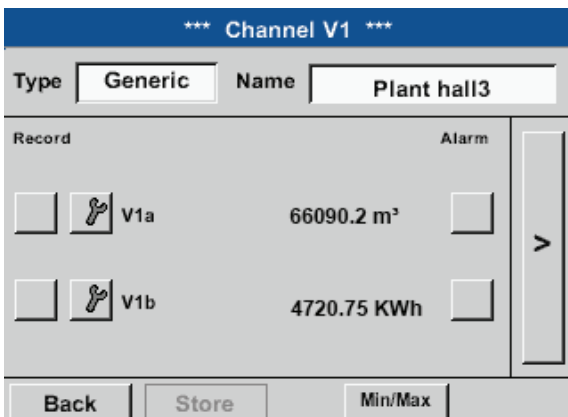 *** Channel V1 ***
Type Generic Name Plant hall3
Record Alarm
V1a 66090.2 m³
>
V1b 4720.75 KWh
Back Store Min/Max